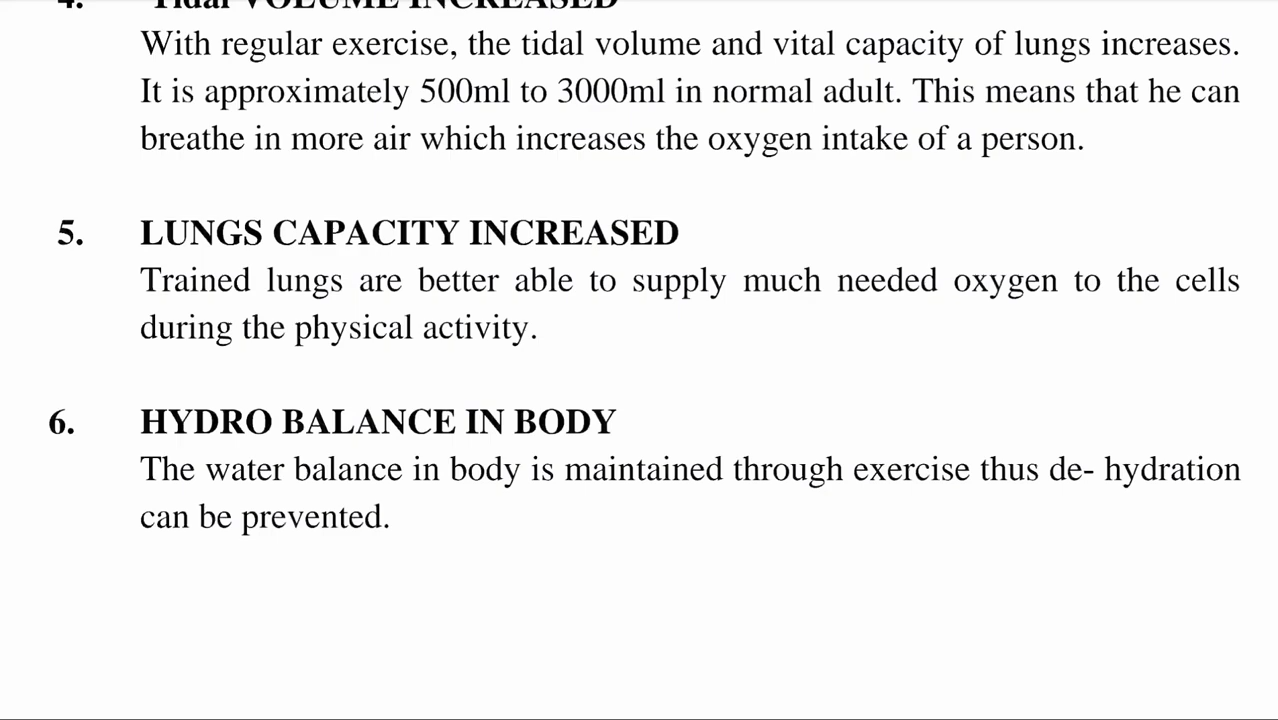 4. Tidal VOLUME INCREASED
With regular exercise, the tidal volume and vital capacity of lungs increases.
It is approximately 500ml to 3000ml in normal adult. This means that he can
breathe in more air which increases the oxygen intake of a person.
5. LUNGS CAPACITY INCREASED
Trained lungs are better able to supply much needed oxygen to the cells
during the physical activity.
6. HYDRO BALANCE IN BODY
The water balance in body is maintained through exercise thus de- hydration
can be prevented.